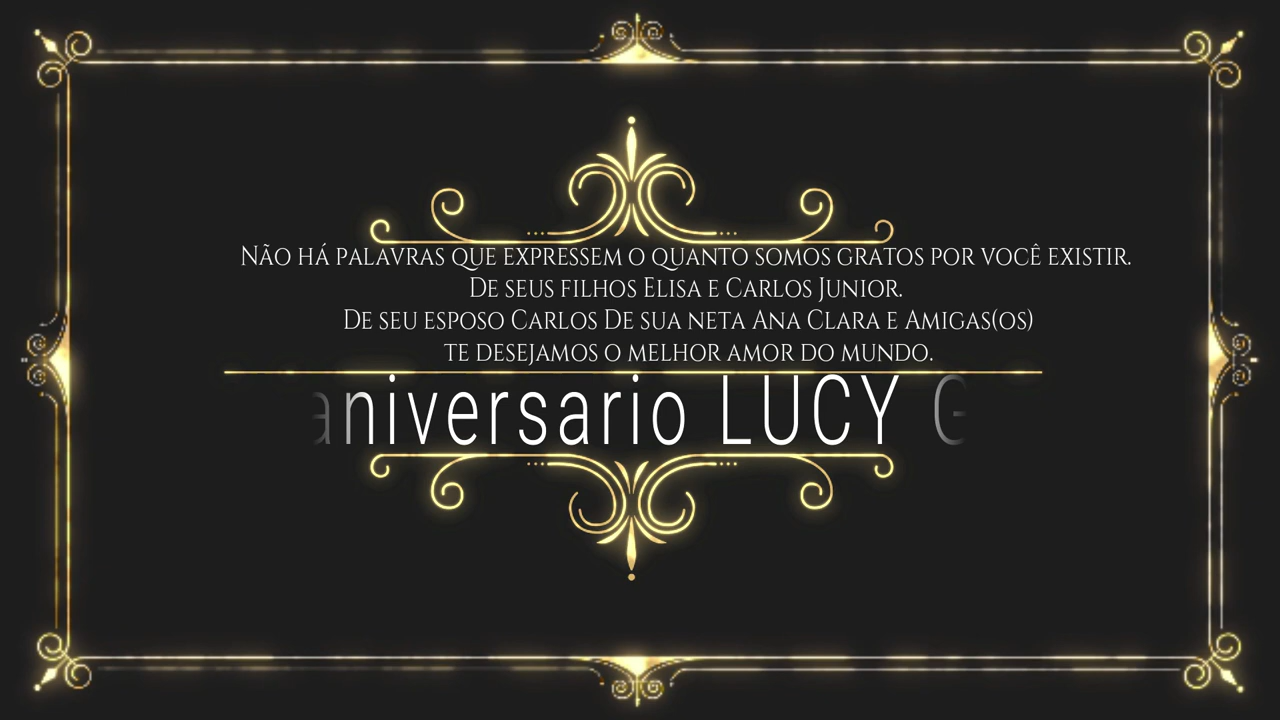 NÃO HÁ PALAVRAS QUE EXPRESSEM O QUANTO SOMOS GRATOS POR VOCÊ EXISTIR.
DE SEUS FILHOS ELISA E CARLOS JUNIOR.
DE SEU ESPOSO CARLOS DE SUA NETA ANA CLARA E AMIGAS(OS)
TE DESEJAMOS O MELHOR AMOR DO MUNDO.
aniversario LUCY G